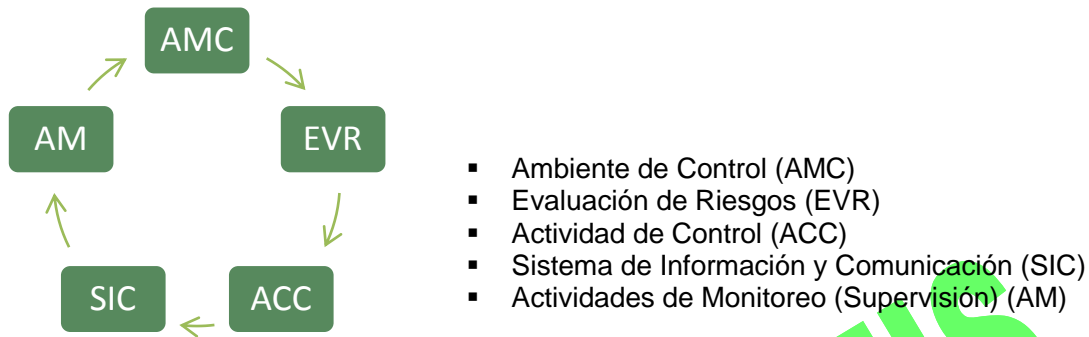 AMC
AM
EVR
SIC
ACC
▪ Ambiente de Control (AMC)
▪ Evaluación de Riesgos (EVR)
▪ Actividad de Control (ACC)
▪ Sistema de Información y Comunicación (SIC)
▪ Actividades de Monitoreo (Supervisión) (AM)